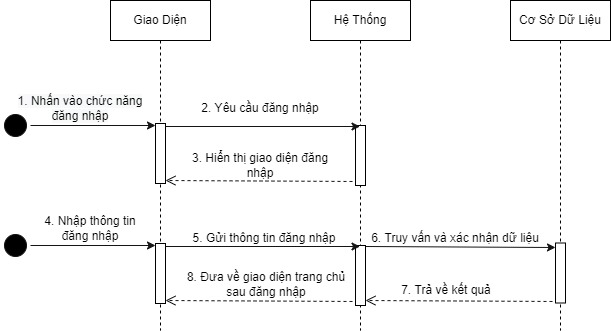 Giao Diện
Hệ Thống
Cơ Sở Dữ Liệu
1. Nhấn vào chức năng
đăng nhập
2. Yêu cầu đăng nhập
3. Hiển thị giao diện đăng
nhập
4. Nhập thông tin
đăng nhập
5. Gửi thông tin đăng nhập
6. Truy vấn và xác nhận dữ liệu
7. Trả về kết quả
8. Đưa về giao diện trang chủ
sau đăng nhập